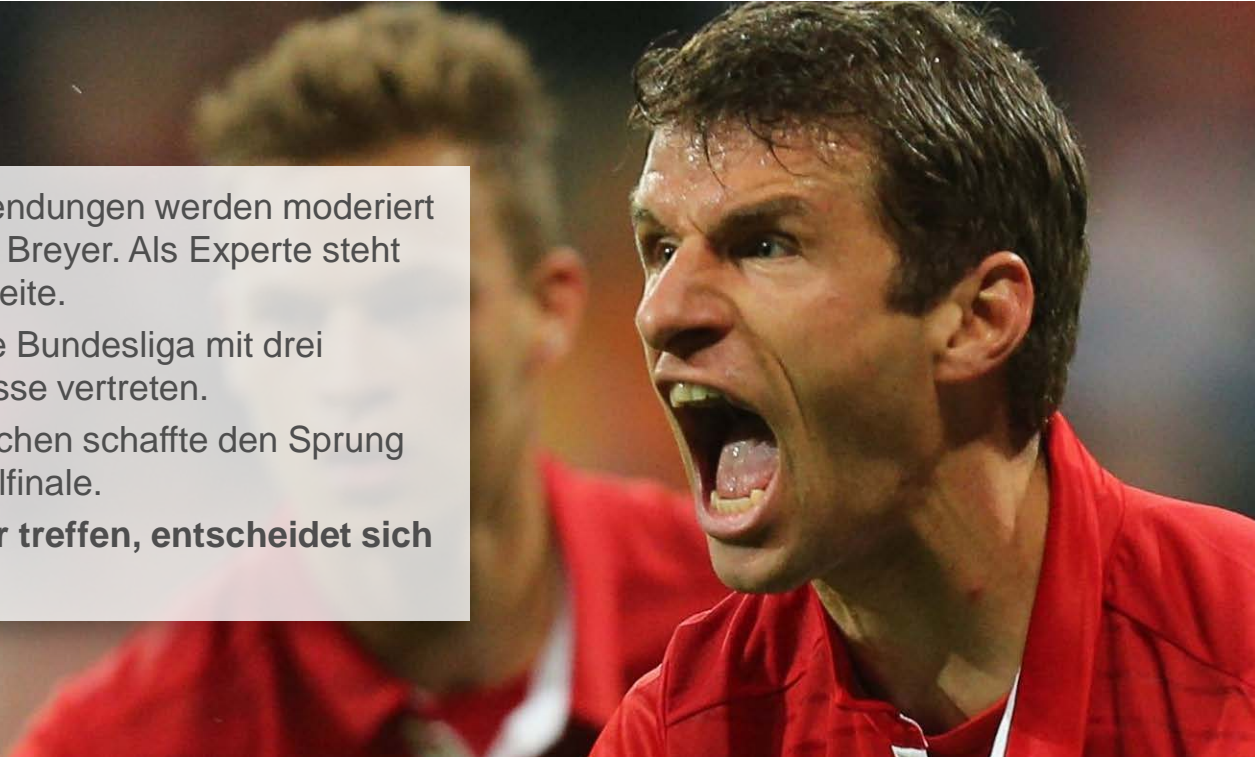 endungen werden moderiert
Breyer. Als Experte steht
eite.
e Bundesliga mit drei
sse vertreten.
chen schaffte den Sprung
lfinale.
r treffen, entscheidet sich